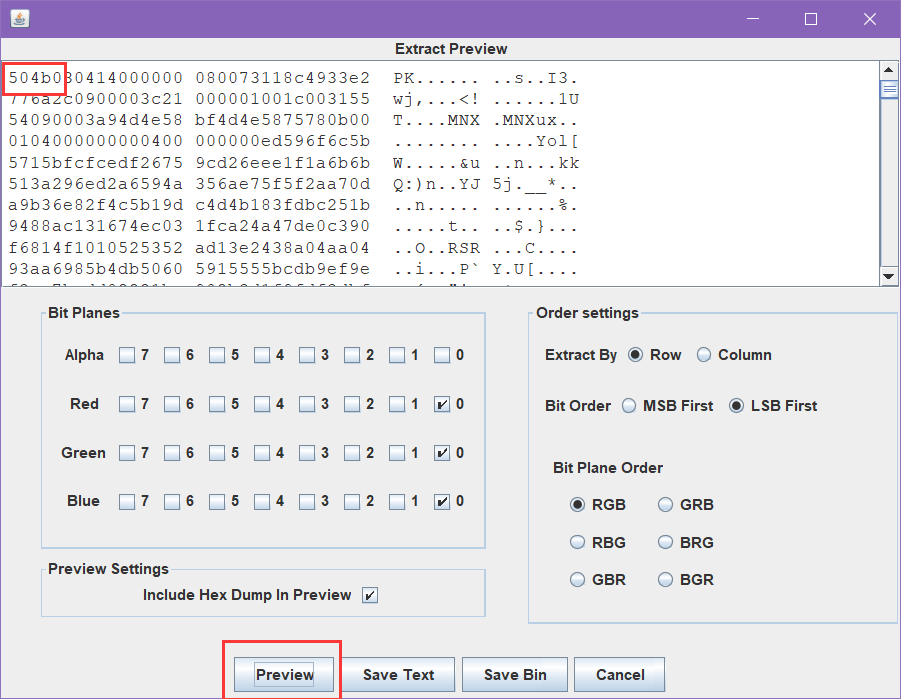 Extract Preview
504b030414000000 080073118c4933e2 PK...... ..s..I3.
776a2c0900003c21 000001001c003155 wj,...<! ......1U
54090003a94d4e58 bf4d4e5875780b00 T....MNX .MNXux..
0104000000000400 000000ed596f6c5b ........ ....Yol[
5715bfcfcedf2675 9cd26eee1f1a6b6b W.....&u ..n...kk
513a296ed2a6594a 356ae75f5f2aa70d Q:)n..YJ 5j.__*..
a9b36e82f4c5b19d c4d4b183fdbc251b ..n..... ......%.
9488ac131674ec03 1fca24a47de0c390 .....t.. ..$.}...
f6814f1010525352 ad13e2438a04aa04 ..O..RSR ...C....
93aa6985b4db5060 5915555bcdb9ef9e ..i...P` Y.U[....
Bit Planes
Alpha 7 6 5 4 3 2 1 0
Red 7 6 5 4 3 2 1 0
Green 7 6 5 4 3 2 1 0
Blue 7 6 5 4 3 2 1 0
Preview Settings
Include Hex Dump In Preview
Order settings
Extract By Row Column
Bit Order MSB First LSB First
Bit Plane Order
RGB GRB
RBG BRG
GBR BGR
Preview Save Text Save Bin Cancel